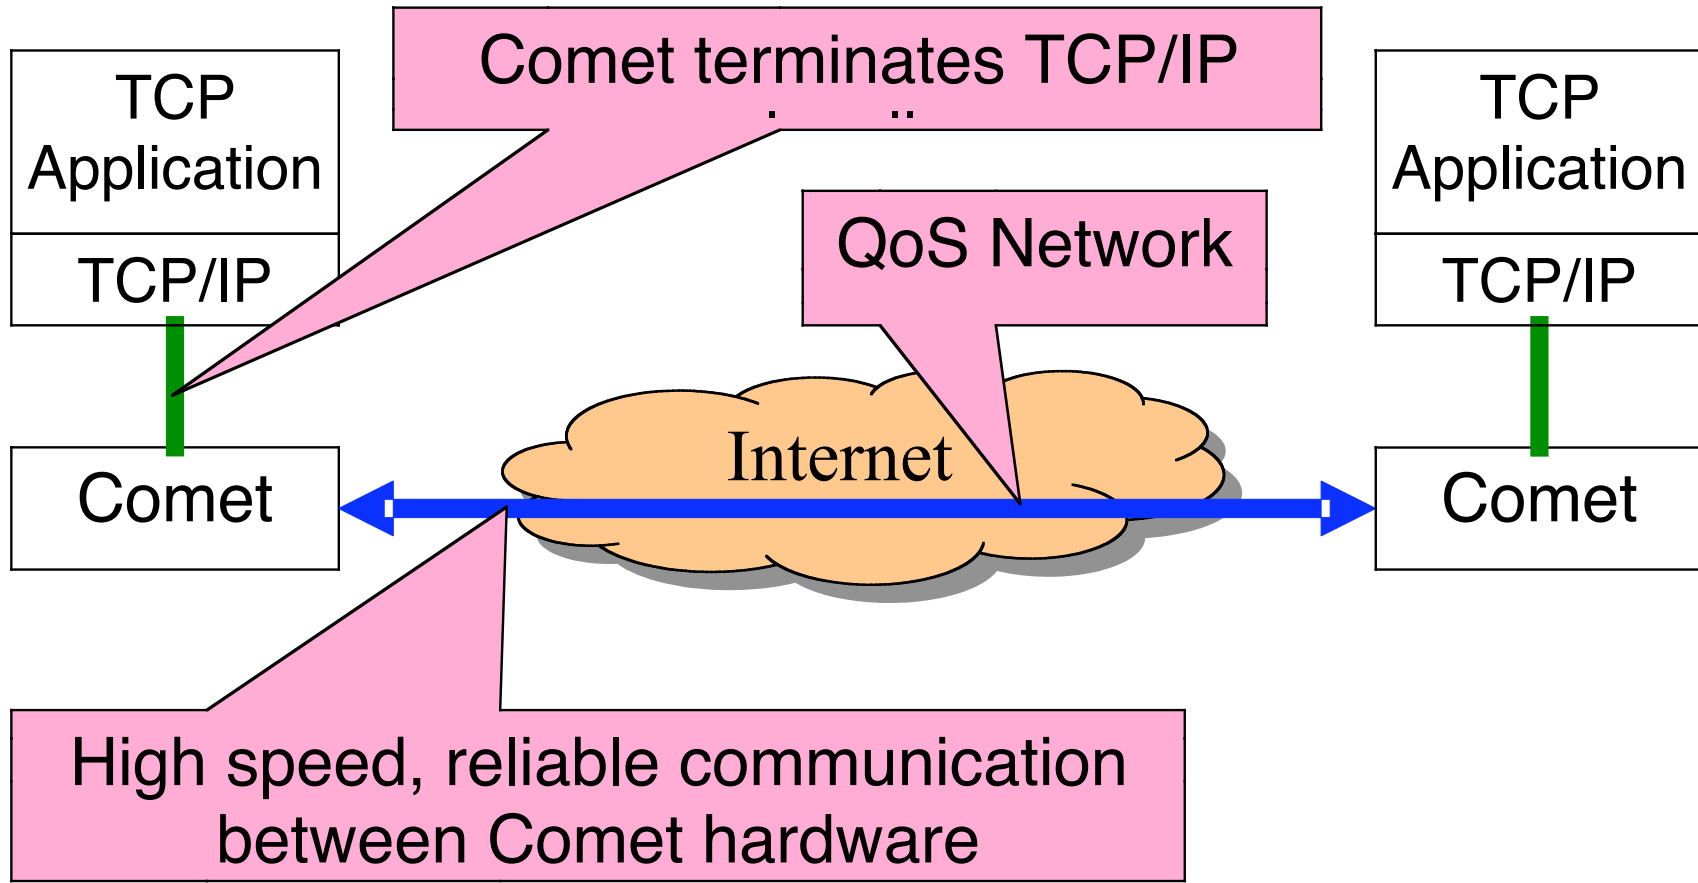 Comet terminates TCP/IP
TCP
Application
TCP/IP
QoS Network
TCP
Application
TCP/IP
Internet
Comet
Comet
High speed, reliable communication
between Comet hardware